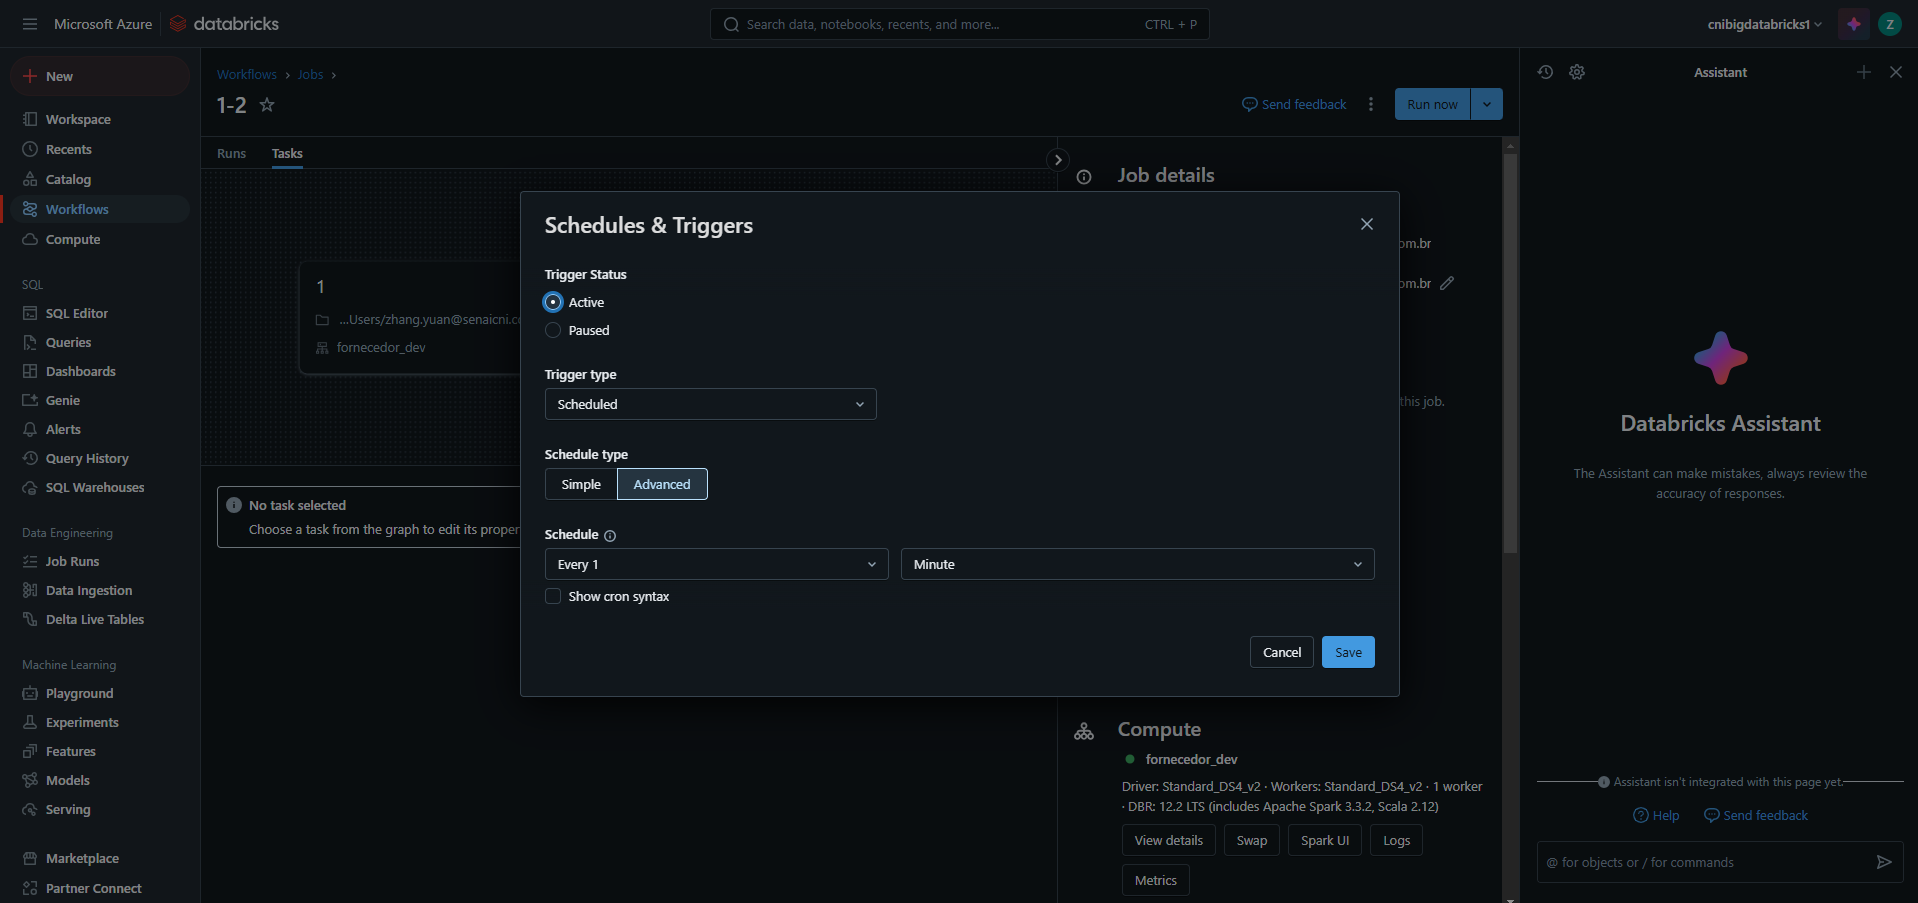 Microsoft Azure
databricks
Search data, notebooks, recents, and more...
CTRL + P
cnibigdatabricks1
Z
New
Workspace
Recents
Catalog
Workflows
Compute
SQL
SQL Editor
Queries
Dashboards
Genie
Alerts
Query History
SQL Warehouses
Data Engineering
Job Runs
Data Ingestion
Delta Live Tables
Machine Learning
Playground
Experiments
Features
Models
Serving
Marketplace
Partner Connect
Workflows › Jobs ›
1-2
Send feedback
Run now
Runs
Tasks
1
...Users/zhang.yuan@senaicni.c
fornecedor_dev
No task selected
Choose a task from the graph to edit its proper
Job details
om.br
om.br
this job.
Schedules & Triggers
Trigger Status
Active
Paused
Trigger type
Scheduled
Schedule type
Simple
Advanced
Schedule
Every 1
Minute
Show cron syntax
Cancel
Save
Compute
fornecedor_dev
Driver: Standard_DS4_v2 · Workers: Standard_DS4_v2 · 1 worker
· DBR: 12.2 LTS (includes Apache Spark 3.3.2, Scala 2.12)
View details
Swap
Spark UI
Logs
Metrics
Assistant
Databricks Assistant
The Assistant can make mistakes, always review the
accuracy of responses.
Assistant isn't integrated with this page yet.
Help
Send feedback
@ for objects or / for commands